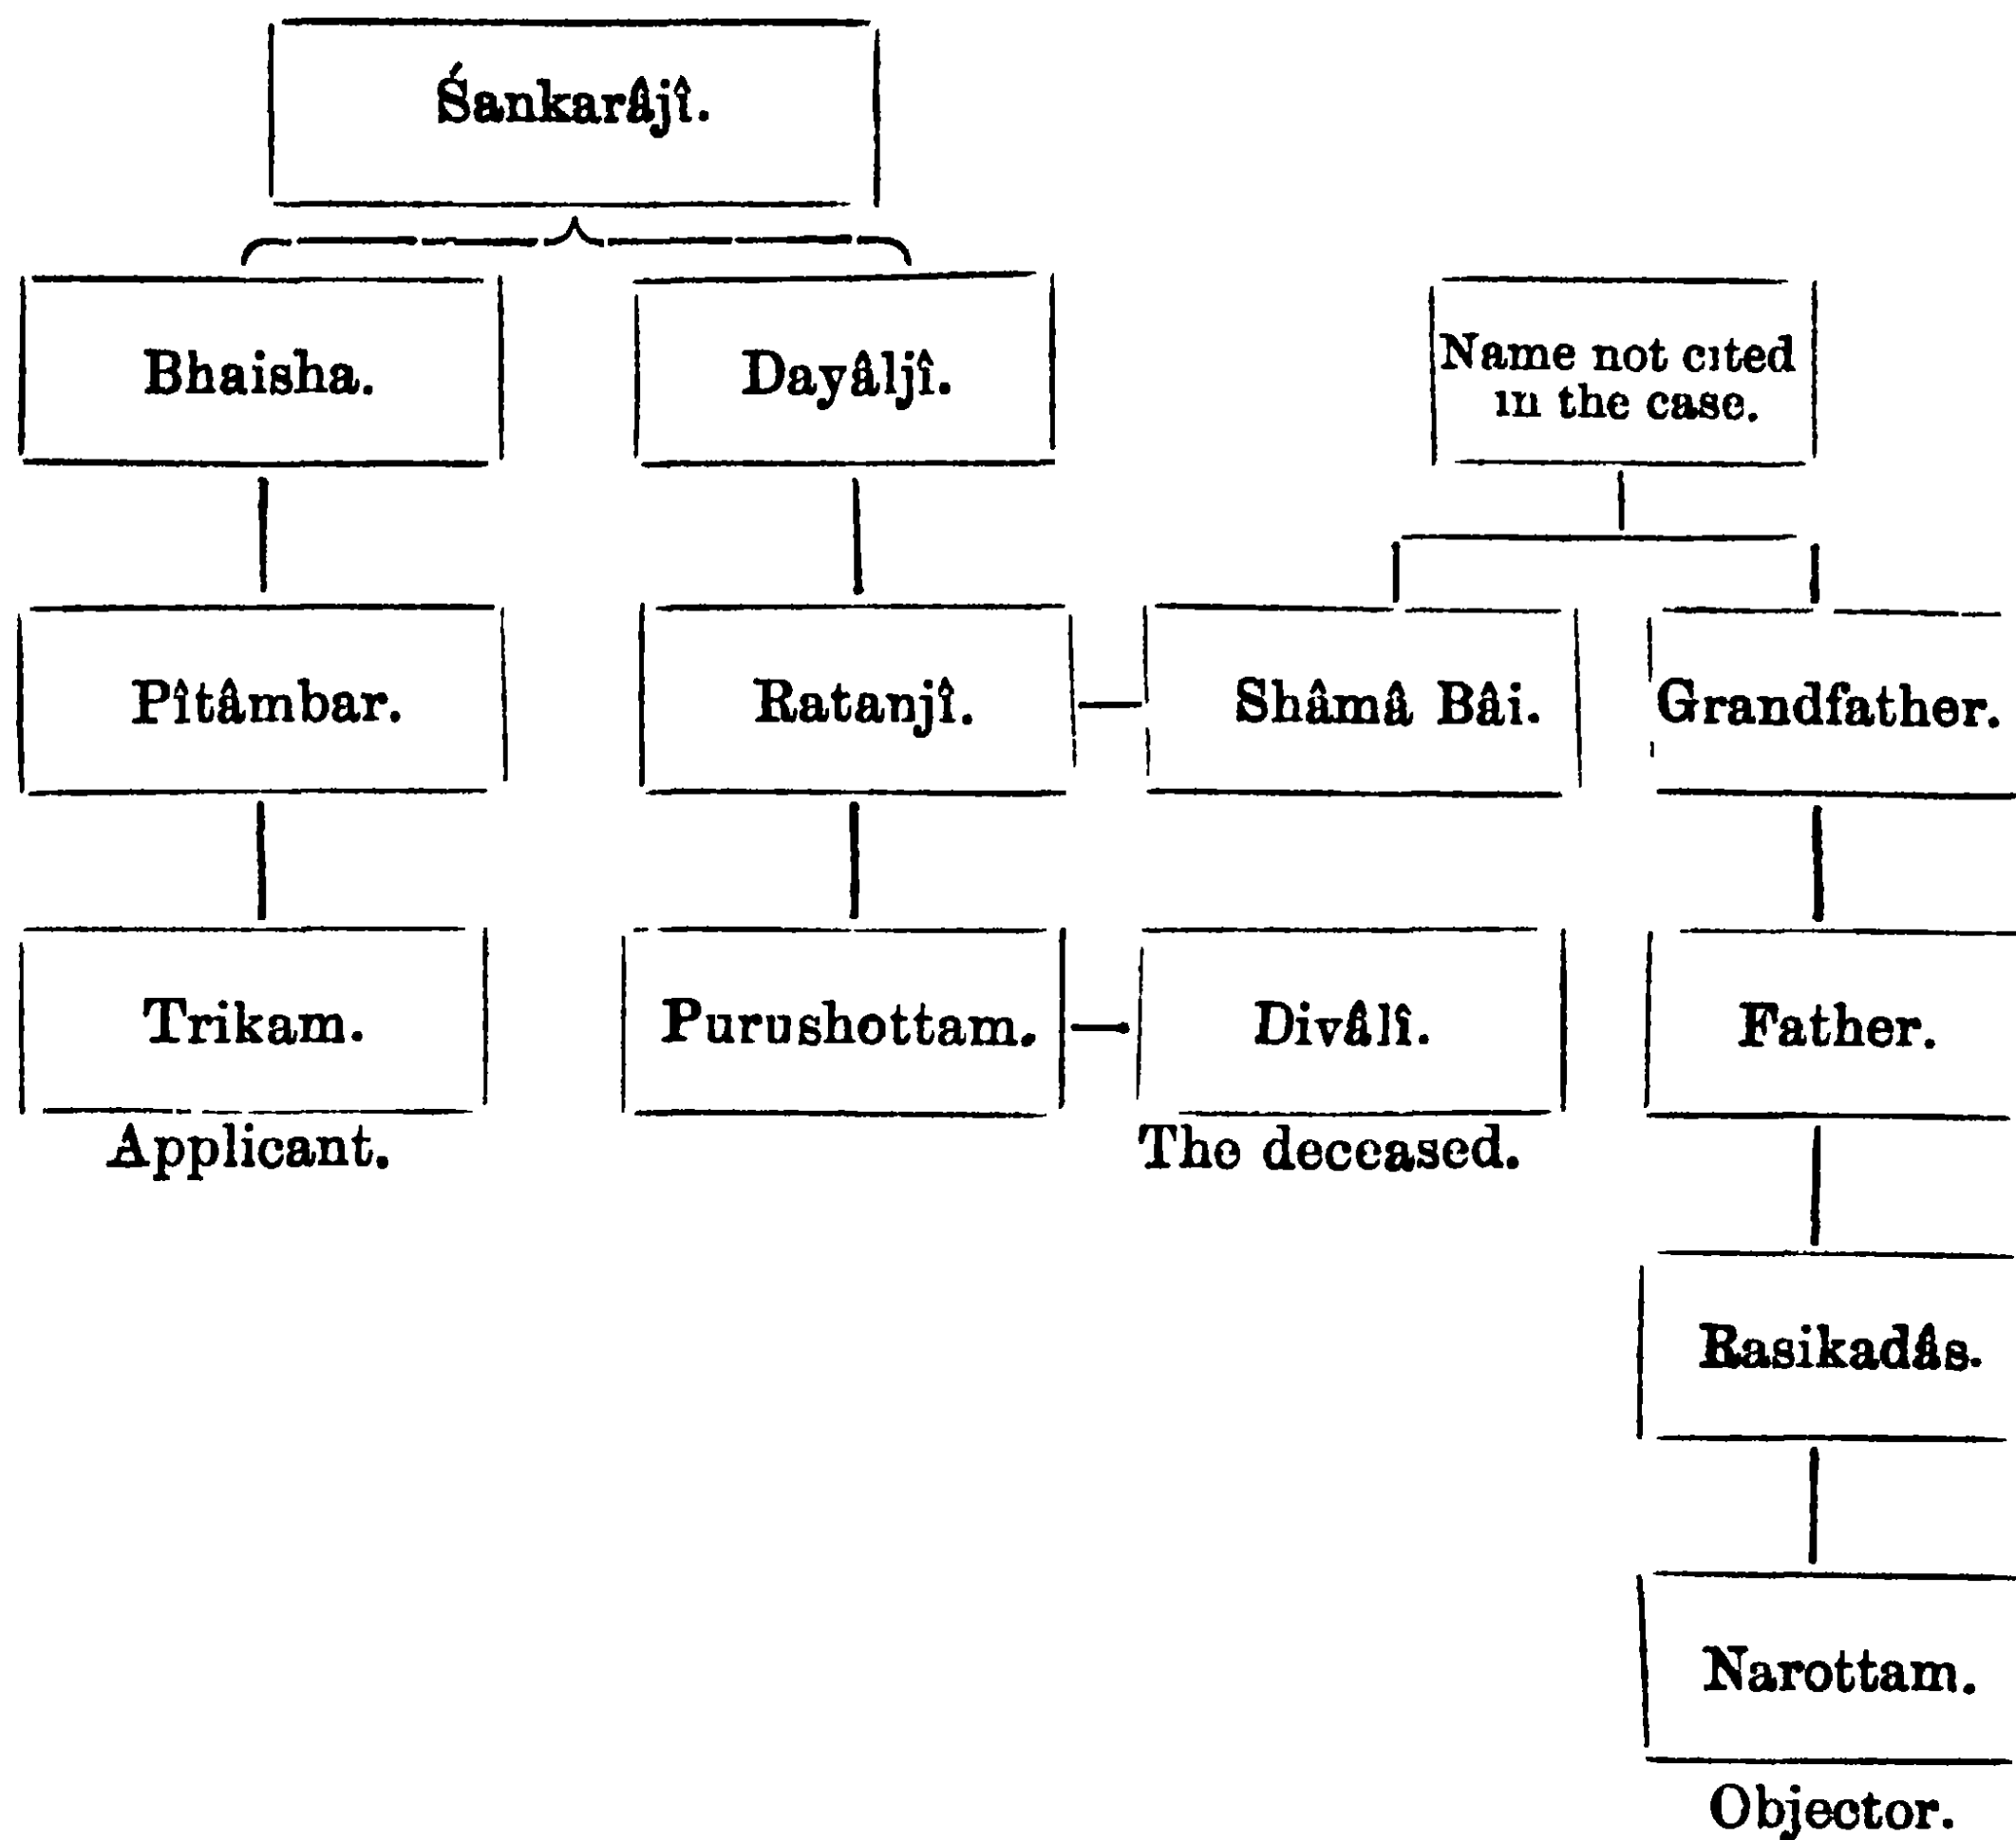 Śankarâjî.
Bhaisha.
Dayâljî.
Name not cited
in the case.
Pîtâmbar.
Ratanjî.
Shâmâ Bâi.
Grandfather.
Trikam.
Purushottam.
Divâlî.
Father.
Applicant.
The deceased.
Rasikadâs.
Narottam.
Objector.